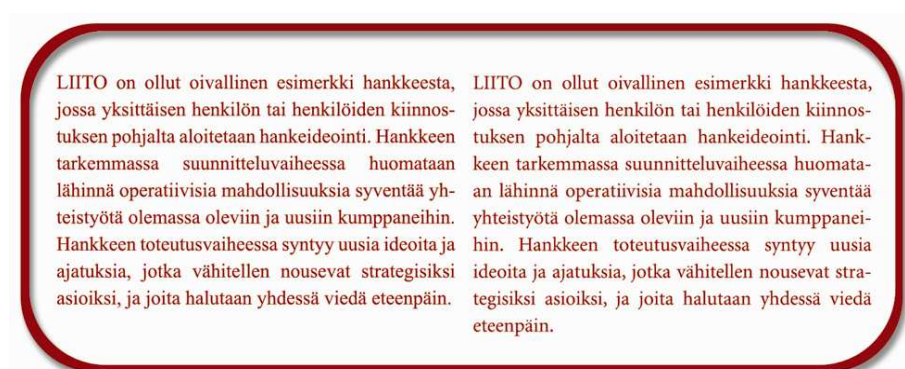 LIITO on ollut oivallinen esimerkki hankkeesta,
jossa yksittäisen henkilön tai henkilöiden kiinnos-
tuksen pohjalta aloitetaan hankeideointi. Hankkeen
tarkemmassa suunnitteluvaiheessa huomataan
lähinnä operatiivisia mahdollisuuksia syventää yh-
teistyötä olemassa oleviin ja uusiin kumppaneihin.
Hankkeen toteutusvaiheessa syntyy uusia ideoita ja
ajatuksia, jotka vähitellen nousevat strategisiksi
asioiksi, ja joita halutaan yhdessä viedä eteenpäin.
LIITO on ollut oivallinen esimerkki hankkeesta,
jossa yksittäisen henkilön tai henkilöiden kiinnos-
tuksen pohjalta aloitetaan hankeideointi. Hank-
keen tarkemmassa suunnitteluvaiheessa huomata-
an lähinnä operatiivisia mahdollisuuksia syventää
yhteistyötä olemassa oleviin ja uusiin kumppanei-
hin. Hankkeen toteutusvaiheessa syntyy uusia
ideoita ja ajatuksia, jotka vähitellen nousevat stra-
tegisiksi asioiksi, ja joita halutaan yhdessä viedä
eteenpäin.